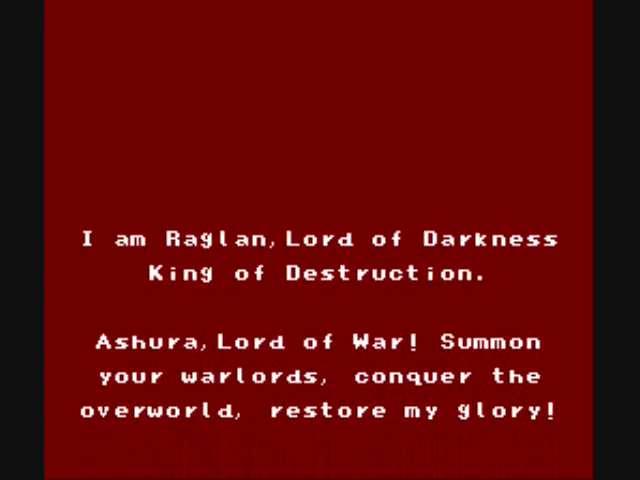 I am Raglan,Lord of Darkness
King of Destruction.
Ashura,Lord of War! Summon
your warlords, conquer the
overworld, restore my glory!